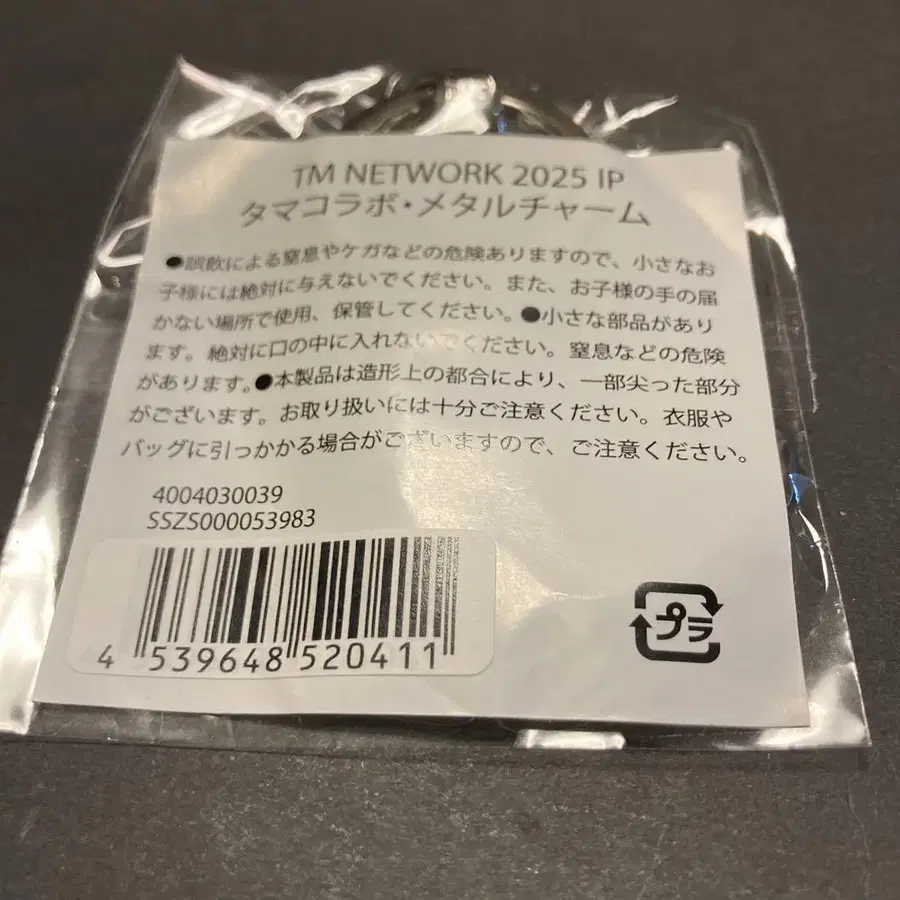 TM NETWORK 2025 IP
タマコラボ・メタルチャーム
●誤飲による窒息やケガなどの危険ありますので、小さなお
子様には絶対に与えないでください。また、お子様の手の届
かない場所で使用、保管してください。●小さな部品があり
ます。絶対に口の中に入れないでください。窒息などの危険
があります。●本製品は造形上の都合により、一部尖った部分
がございます。お取り扱いには十分ご注意ください。衣服や
バッグに引っかかる場合がございますので、ご注意ください。
4004030039
SSZS000053983
4 539648 520411
プラ